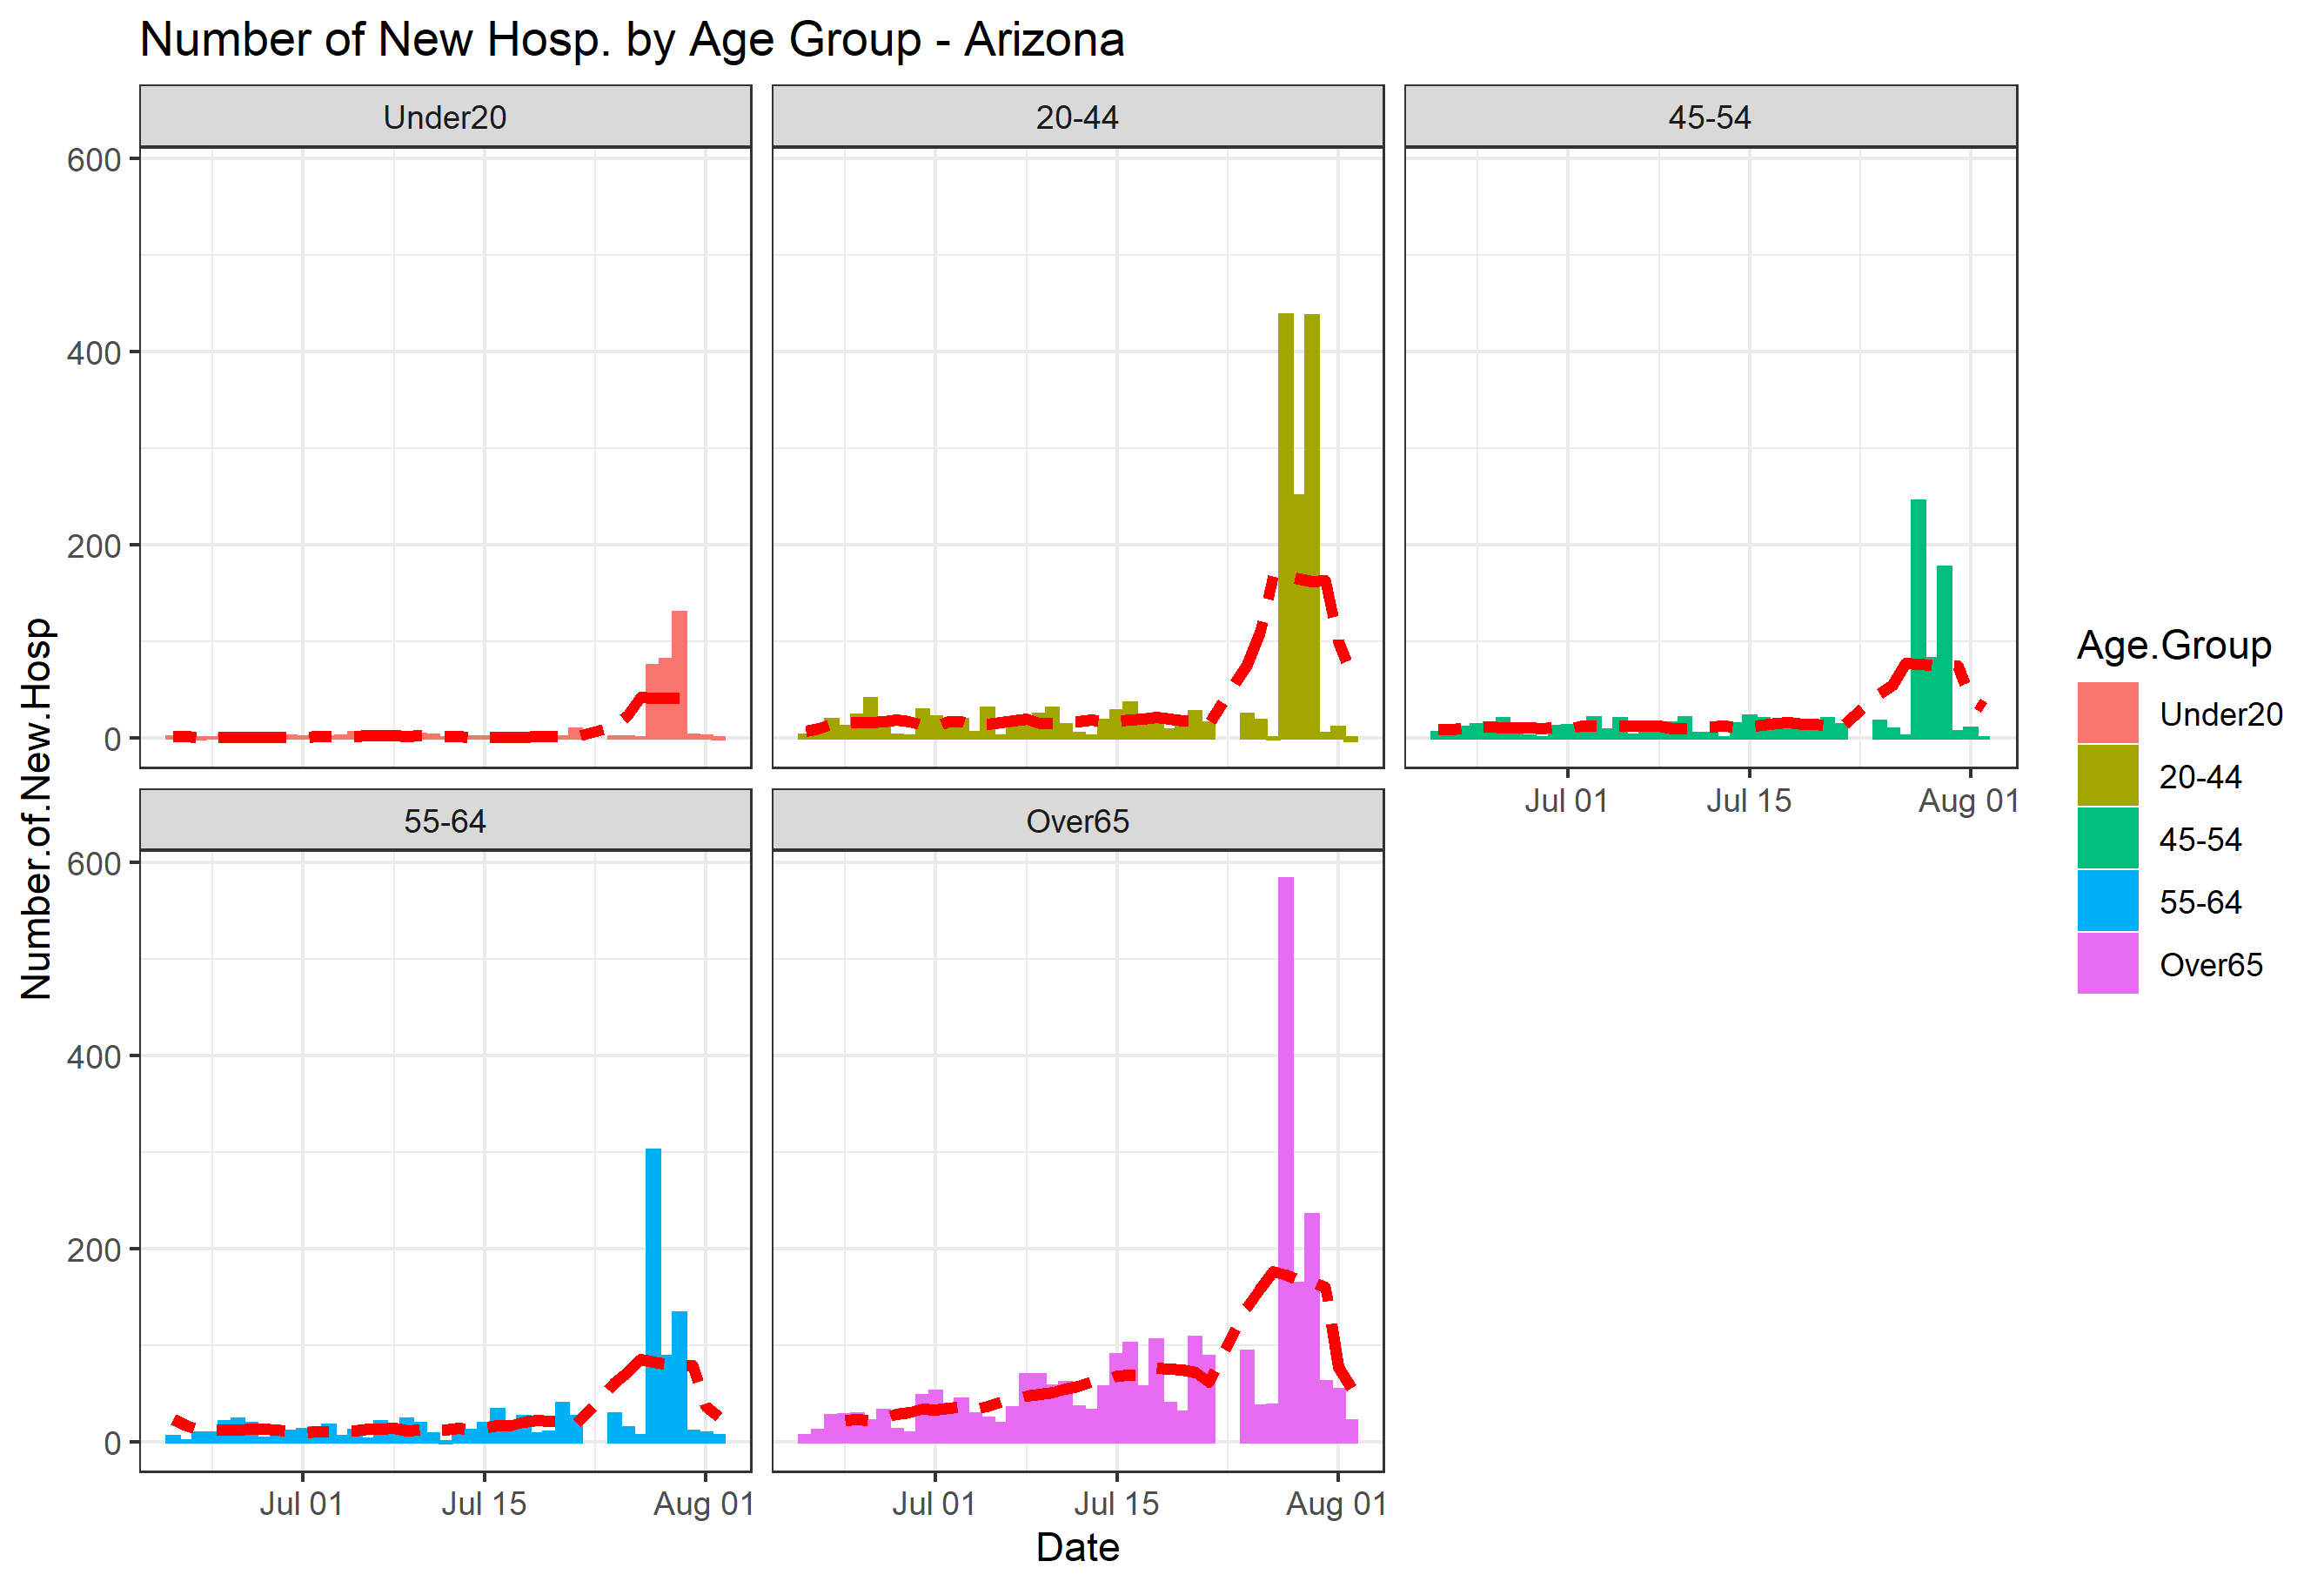 Number of New Hosp. by Age Group - Arizona
Under20
20-44
45-54
600
400
200
0
Jul 01
Jul 15
Aug 01
55-64
Over65
600
400
200
0
Jul 01
Jul 15
Aug 01
Jul 01
Jul 15
Aug 01
Date
Number.of.New.Hosp
Age.Group
Under20
20-44
45-54
55-64
Over65